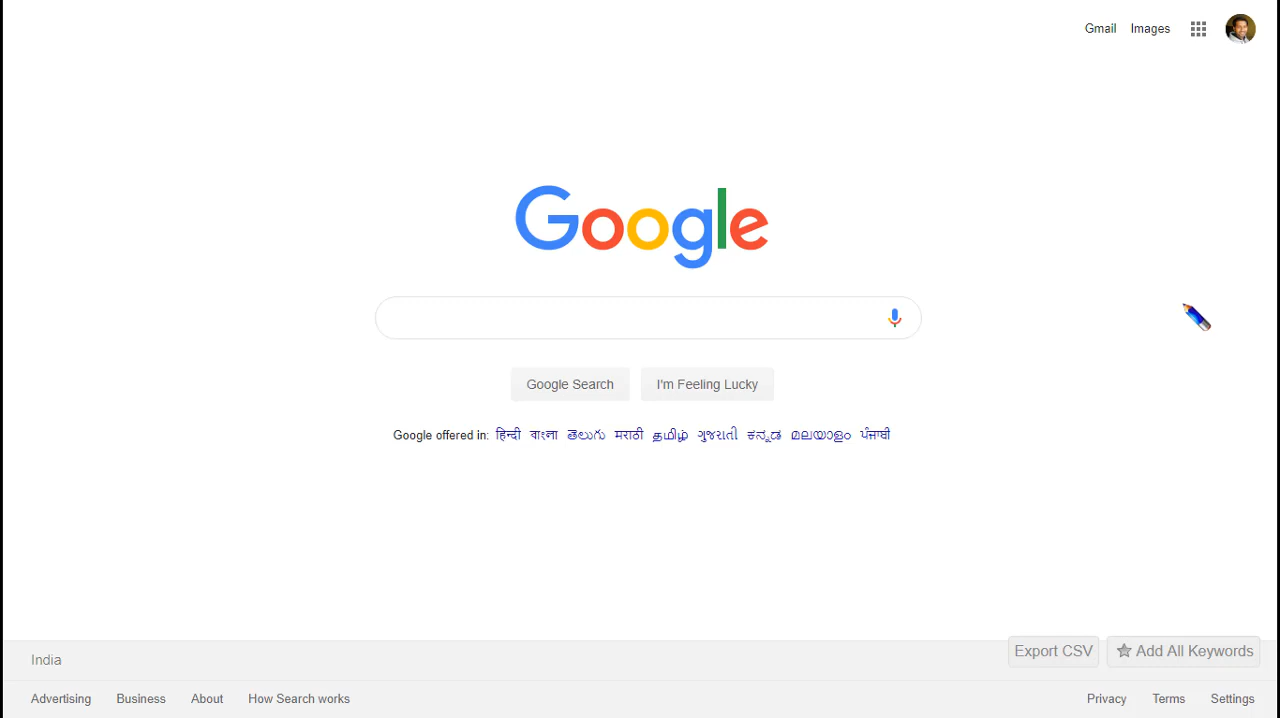 Gmail Images
Google
Google Search I'm Feeling Lucky
Google offered in: हिन्दी বাংলা తెలుగు मराठी தமிழ் ગુજરાતી ಕನ್ನಡ മലയാളം ਪੰਜਾਬੀ
India
Export CSV Add All Keywords
Advertising Business About How Search works Privacy Terms Settings